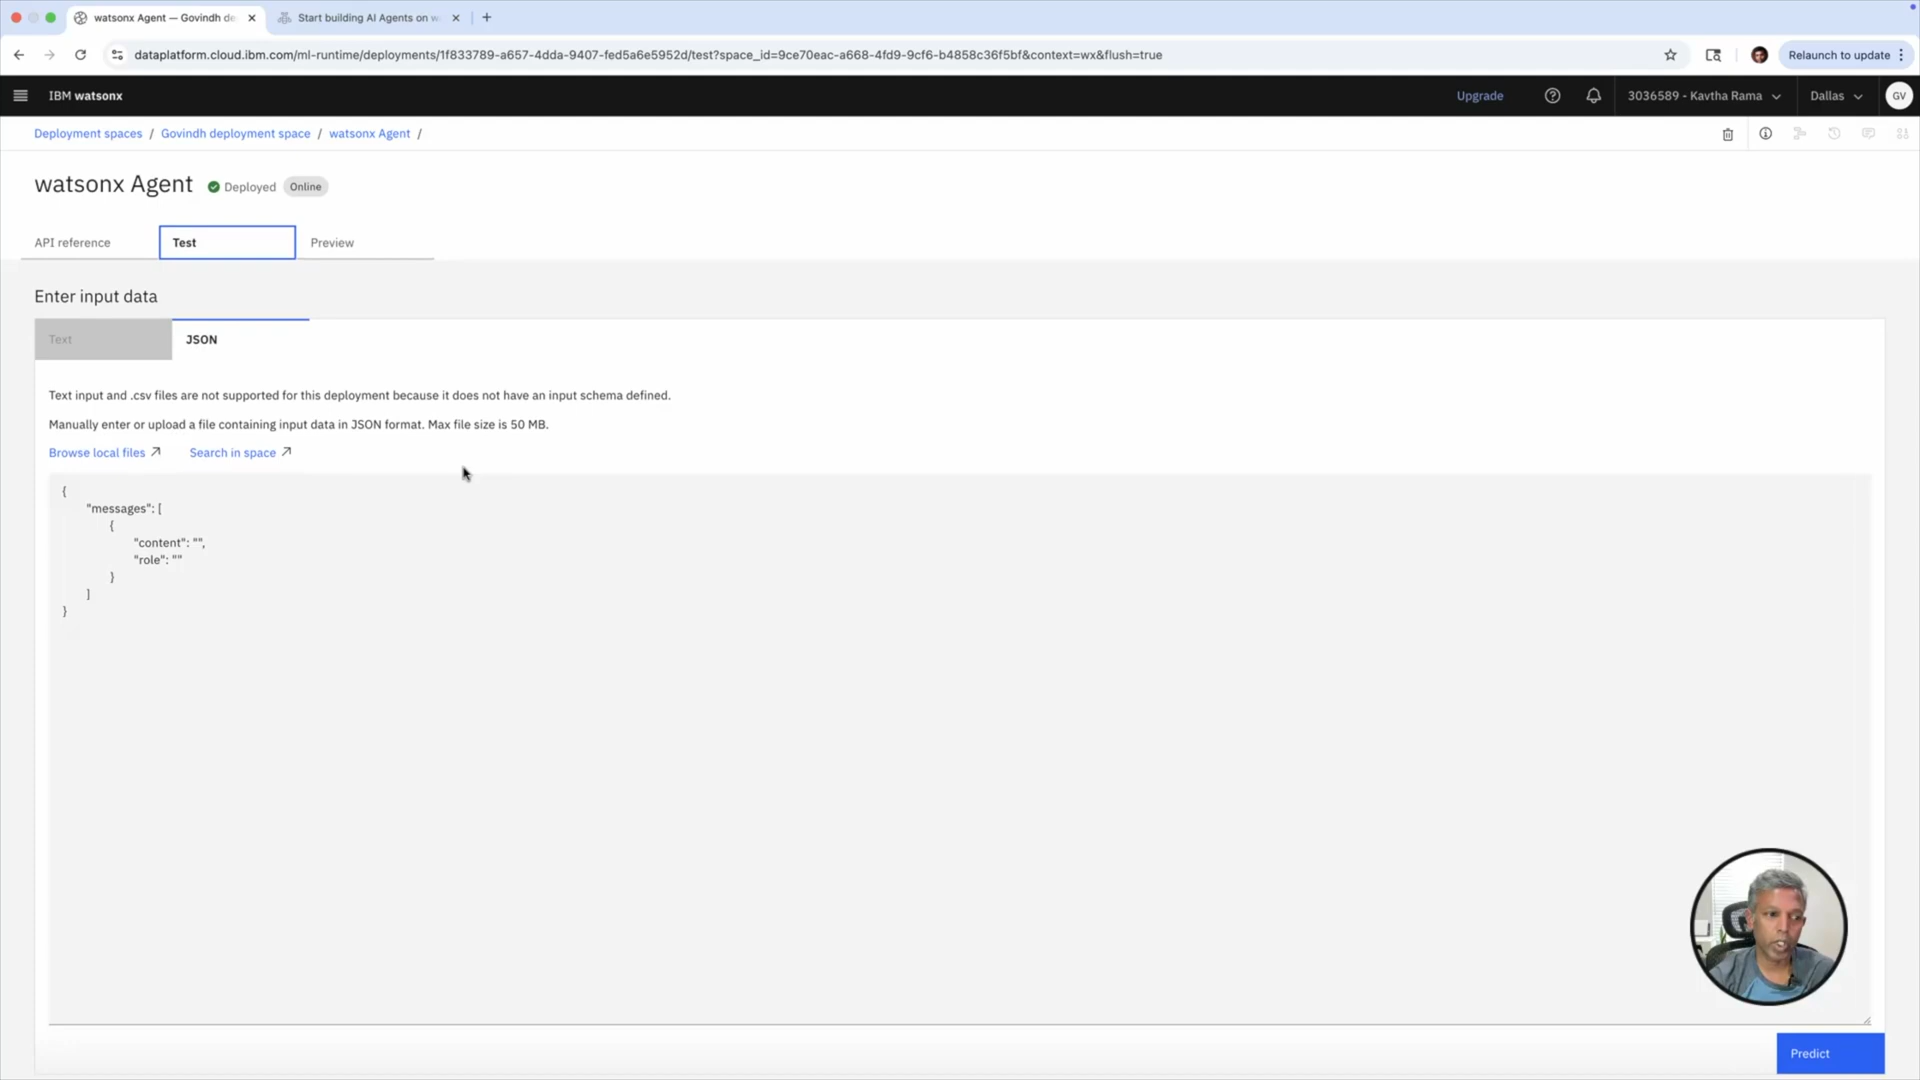 watsonx Agent — Govindh de
Start building AI Agents on w
dataplatform.cloud.ibm.com/ml-runtime/deployments/1f833789-a657-4dda-9407-fed5a6e5952d/test?space_id=9ce70eac-a668-4fd9-9cf6-b4858c36f5bf&context=wx&flush=true
Relaunch to update
IBM watsonx
Upgrade
3036589 - Kavtha Rama
Dallas
GV
Deployment spaces / Govindh deployment space / watsonx Agent /
watsonx Agent
Deployed
Online
API reference
Test
Preview
Enter input data
Text
JSON
Text input and .csv files are not supported for this deployment because it does not have an input schema defined.
Manually enter or upload a file containing input data in JSON format. Max file size is 50 MB.
Browse local files
Search in space
{
"messages": [
{
"content": "",
"role": ""
}
]
}
Predict